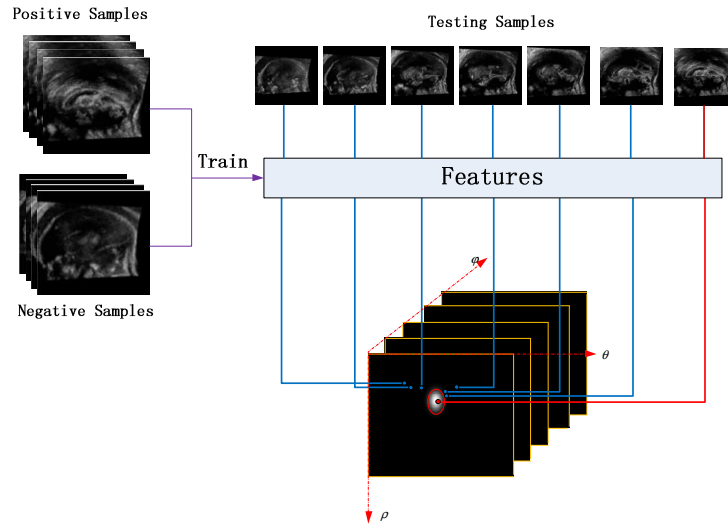 Positive Samples
Testing Samples
Train
Features
Negative Samples
φ
θ
ρ